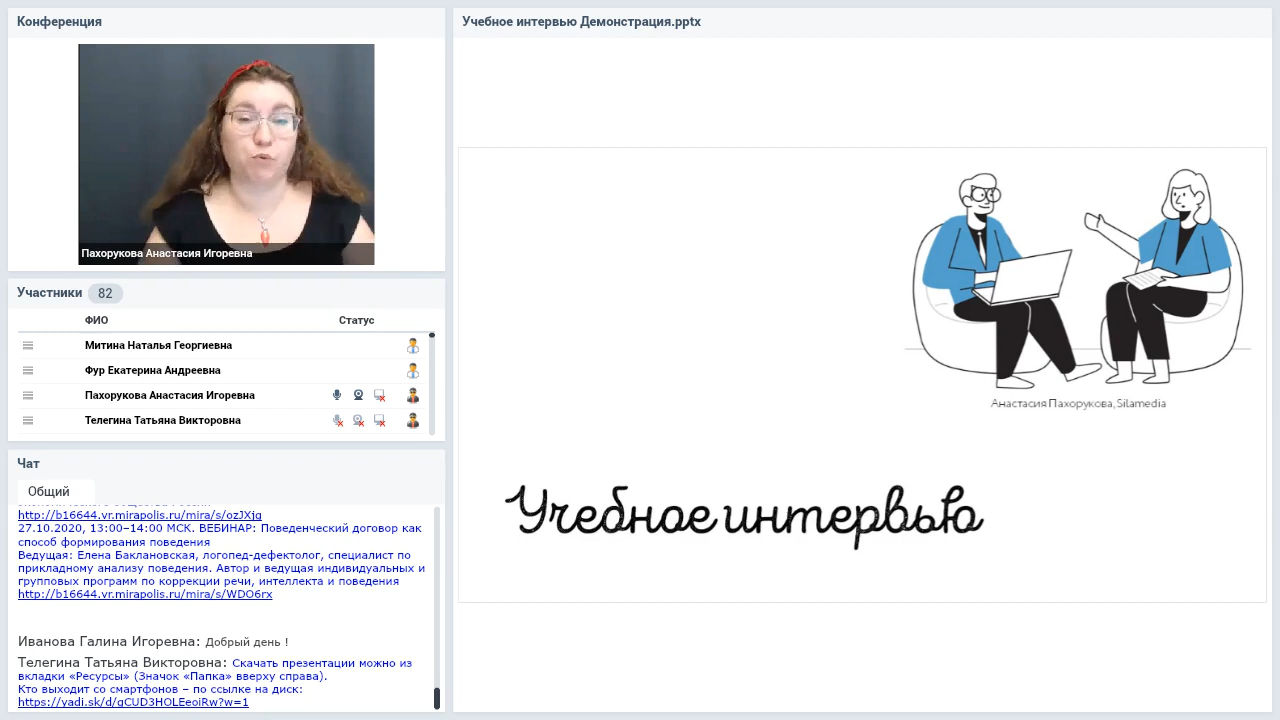 Конференция
Пахорукова Анастасия Игоревна
Участники 82
ФИО Статус
Митина Наталья Георгиевна
Фур Екатерина Андреевна
Пахорукова Анастасия Игоревна
Телегина Татьяна Викторовна
Чат
Общий
http://b16644.vr.mirapolis.ru/mira/s/ozJXjq
27.10.2020, 13:00–14:00 МСК. ВЕБИНАР: Поведенческий договор как
способ формирования поведения
Ведущая: Елена Баклановская, логопед-дефектолог, специалист по
прикладному анализу поведения. Автор и ведущая индивидуальных и
групповых программ по коррекции речи, интеллекта и поведения
http://b16644.vr.mirapolis.ru/mira/s/WDO6rx
Иванова Галина Игоревна: Добрый день !
Телегина Татьяна Викторовна: Скачать презентации можно из
вкладки «Ресурсы» (Значок «Папка» вверху справа).
Кто выходит со смартфонов – по ссылке на диск:
https://yadi.sk/d/gCUD3HOLEeoiRw?w=1
Учебное интервью Демонстрация.pptx
Анастасия Пахорукова, Silamedia
Учебное интервью